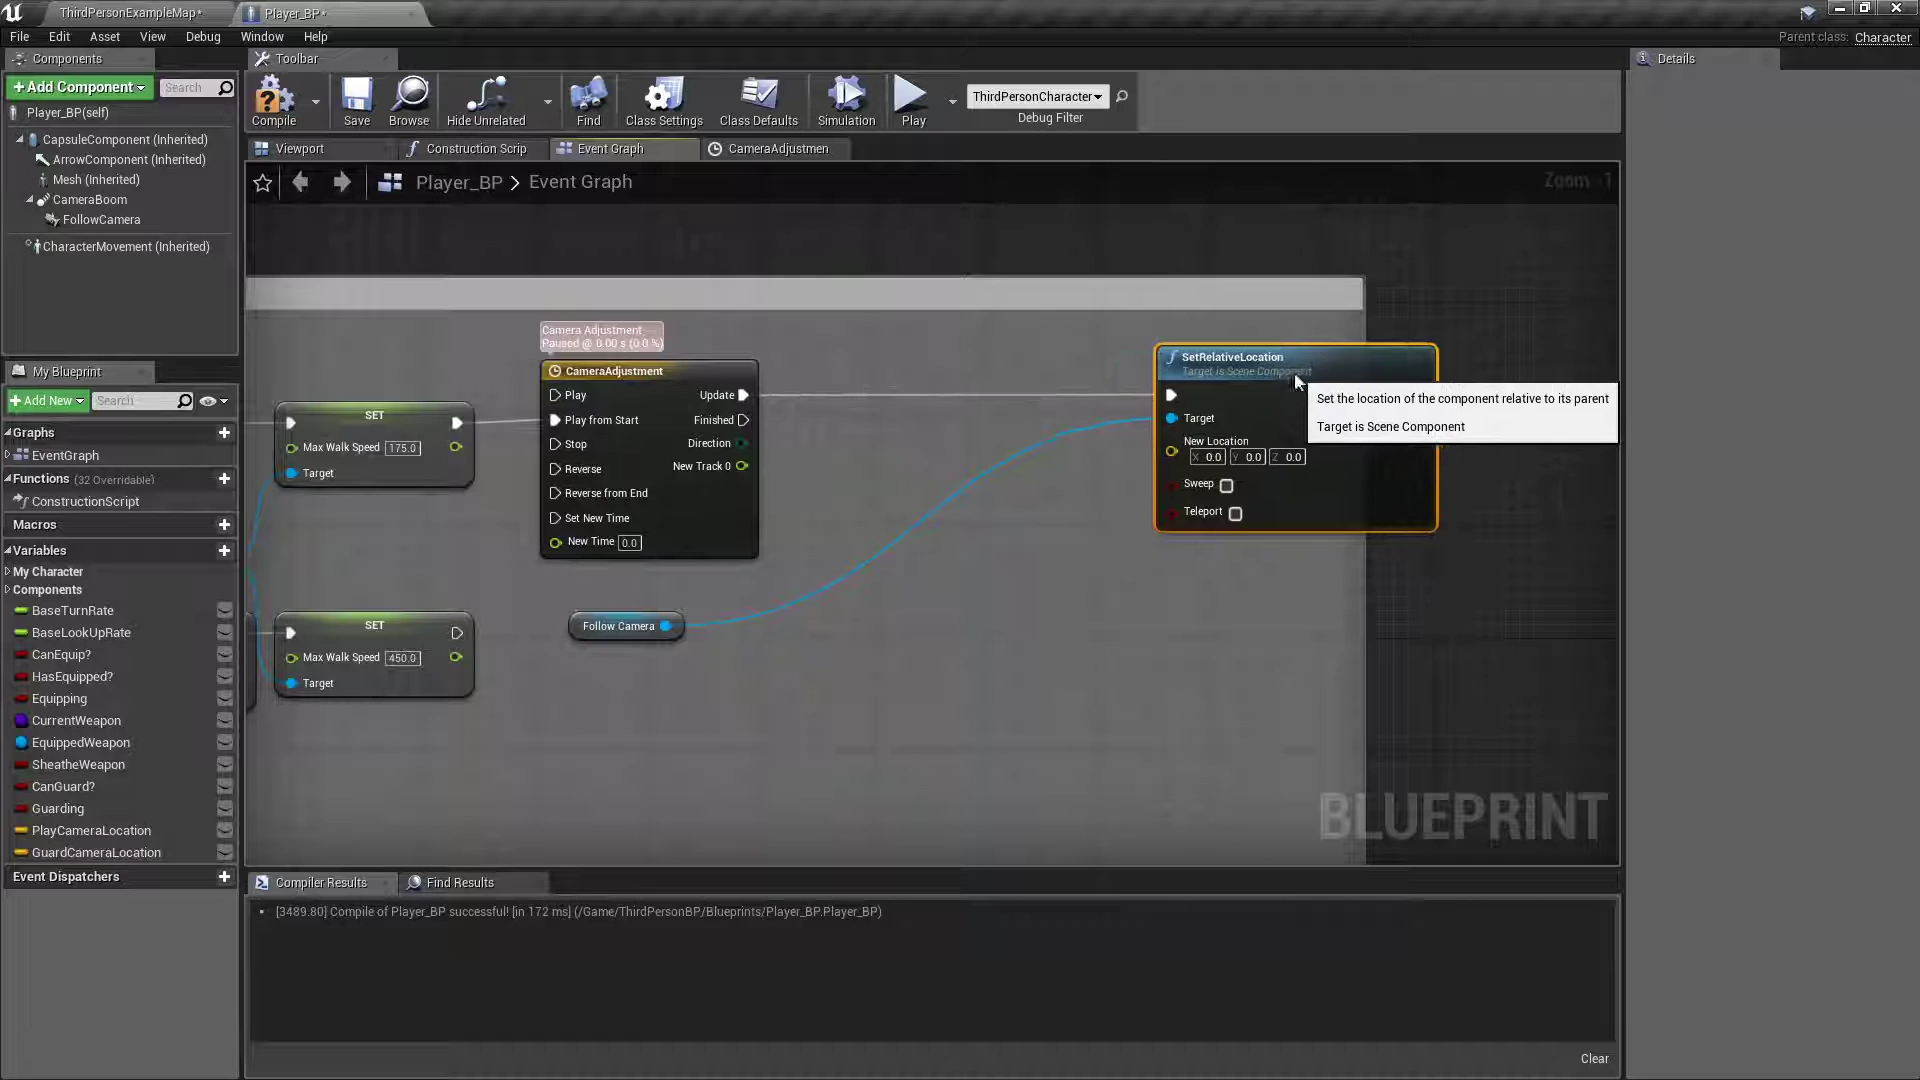 ThirdPersonExampleMap*
Player_BP*
File Edit Asset View Debug Window Help
Parent class: Character
Components
+Add Component
Search
Player_BP(self)
CapsuleComponent (Inherited)
ArrowComponent (Inherited)
Mesh (Inherited)
CameraBoom
FollowCamera
CharacterMovement (Inherited)
My Blueprint
+Add New
Search
Graphs
EventGraph
Functions (32 Overridable)
ConstructionScript
Macros
Variables
My Character
Components
BaseTurnRate
BaseLookUpRate
CanEquip?
HasEquipped?
Equipping
CurrentWeapon
EquippedWeapon
SheatheWeapon
CanGuard?
Guarding
PlayCameraLocation
GuardCameraLocation
Event Dispatchers
Toolbar
Compile
Save
Browse
Hide Unrelated
Find
Class Settings
Class Defaults
Simulation
Play
ThirdPersonCharacter
Debug Filter
Viewport
Construction Scrip
Event Graph
CameraAdjustmen
Player_BP > Event Graph
Zoom -1
SET
Max Walk Speed 175.0
Target
SET
Max Walk Speed 450.0
Target
Camera Adjustment
Paused @ 0.00 s (0.0 %)
CameraAdjustment
Play
Update
Play from Start
Finished
Stop
Direction
Reverse
New Track 0
Reverse from End
Set New Time
New Time 0.0
Follow Camera
SetRelativeLocation
Target is Scene Component
Target
New Location
X 0.0 Y 0.0 Z 0.0
Sweep
Teleport
Set the location of the component relative to its parent
Target is Scene Component
BLUEPRINT
Compiler Results
Find Results
[3489.80] Compile of Player_BP successful! [in 172 ms] (/Game/ThirdPersonBP/Blueprints/Player_BP.Player_BP)
Clear
Details